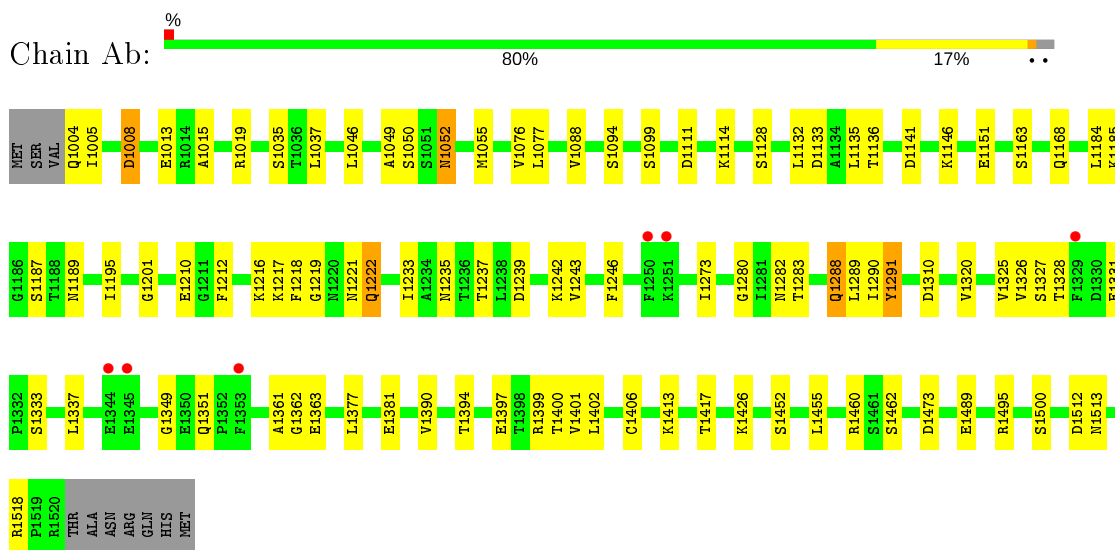 %
Chain Ab:
80% 17% • •
MET SER VAL Q1004 I1005 D1008 E1013 R1014 A1015 R1019 S1035 T1036 L1037 L1046 A1049 S1050 S1051 N1052 M1055 V1076 L1077 V1088 S1094 S1099 D1111 K1114 S1128 L1132 D1133 A1134 L1135 T1136 D1141 K1146 E1151 S1163 Q1168 L1184 K1185
G1186 S1187 T1188 N1189 I1195 G1201 E1210 G1211 F1212 K1216 K1217 F1218 G1219 N1220 N1221 Q1222 I1233 A1234 N1235 T1236 T1237 L1238 D1239 K1242 V1243 F1246 F1250 K1251 I1273 G1280 I1281 N1282 T1283 Q1288 L1289 I1290 Y1291 D1310 V1320 V1325 V1326 S1327 T1328 F1329 D1330 E1331
P1332 S1333 L1337 E1344 E1345 G1349 E1350 Q1351 P1352 F1353 A1361 G1362 E1363 L1377 E1381 V1390 T1394 E1397 T1398 R1399 T1400 V1401 L1402 C1406 K1413 T1417 K1426 S1452 L1455 R1460 S1461 S1462 D1473 E1489 R1495 S1500 D1512 N1513
R1518 P1519 R1520 THR ALA ASN ARG GLN HIS MET